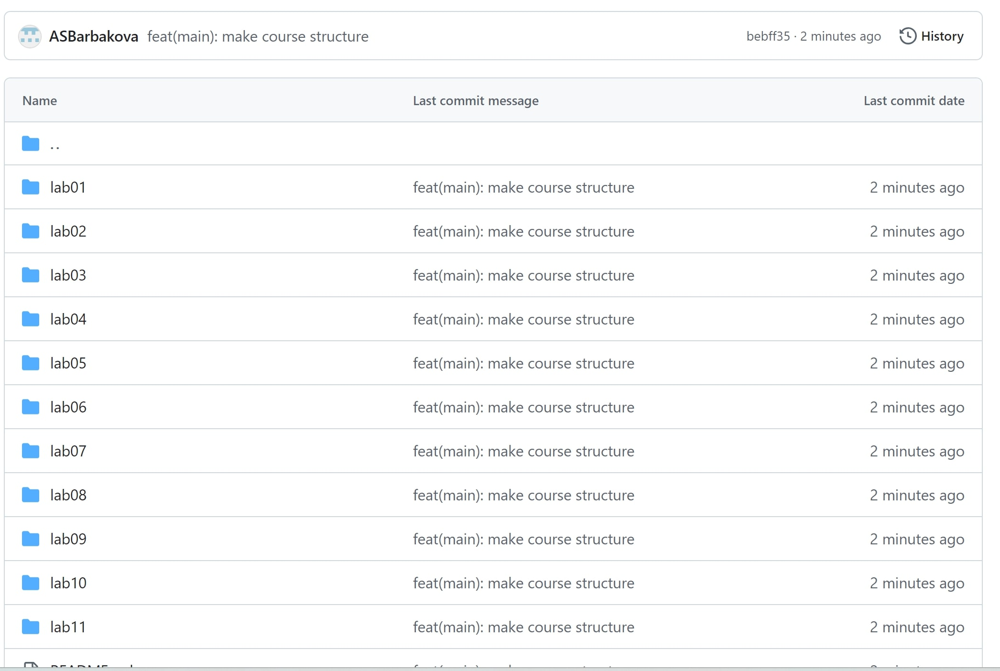 ASBarbakova feat(main): make course structure bebff35 · 2 minutes ago History
Name Last commit message Last commit date
..
lab01 feat(main): make course structure 2 minutes ago
lab02 feat(main): make course structure 2 minutes ago
lab03 feat(main): make course structure 2 minutes ago
lab04 feat(main): make course structure 2 minutes ago
lab05 feat(main): make course structure 2 minutes ago
lab06 feat(main): make course structure 2 minutes ago
lab07 feat(main): make course structure 2 minutes ago
lab08 feat(main): make course structure 2 minutes ago
lab09 feat(main): make course structure 2 minutes ago
lab10 feat(main): make course structure 2 minutes ago
lab11 feat(main): make course structure 2 minutes ago